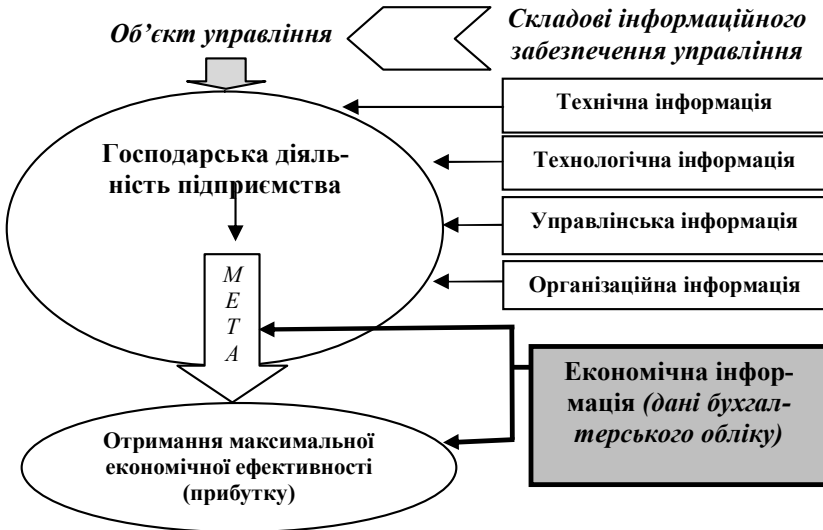 Об’єкт управління
Складові інформаційного
забезпечення управління
Технічна інформація
Господарська діяль-
ність підприємства
Технологічна інформація
Управлінська інформація
Організаційна інформація
М
Е
Т
А
Економічна інфор-
мація (дані бухгал-
терського обліку)
Отримання максимальної
економічної ефективності
(прибутку)